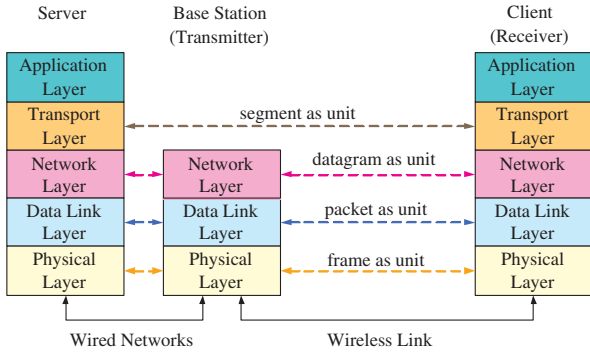 Server
Base Station
(Transmitter)
Client
(Receiver)
Application
Layer
Application
Layer
Transport
Layer
segment as unit
Transport
Layer
Network
Layer
Network
Layer
datagram as unit
Network
Layer
Data Link
Layer
Data Link
Layer
packet as unit
Data Link
Layer
Physical
Layer
Physical
Layer
frame as unit
Physical
Layer
Wired Networks
Wireless Link